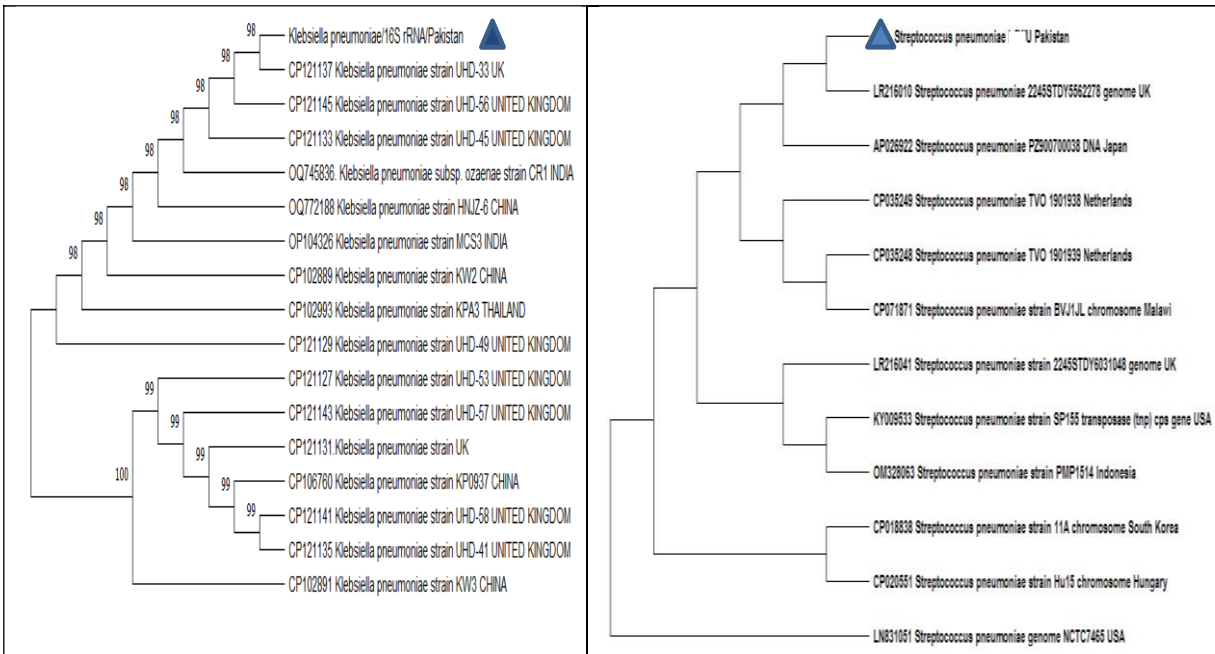 98
Klebsiella pneumoniae/16S rRNA/Pakistan
98
CP121137 Klebsiella pneumoniae strain UHD-33 UK
98
CP121145 Klebsiella pneumoniae strain UHD-56 UNITED KINGDOM
98
CP121133 Klebsiella pneumoniae strain UHD-45 UNITED KINGDOM
98
OQ745836. Klebsiella pneumoniae subsp. ozaenae strain CR1 INDIA
98
OQ772188 Klebsiella pneumoniae strain HNJZ-6 CHINA
98
OP104326 Klebsiella pneumoniae strain MCS3 INDIA
98
CP102889 Klebsiella pneumoniae strain KW2 CHINA
CP102993 Klebsiella pneumoniae strain KPA3 THAILAND
CP121129 Klebsiella pneumoniae strain UHD-49 UNITED KINGDOM
99
CP121127 Klebsiella pneumoniae strain UHD-53 UNITED KINGDOM
99
CP121143 Klebsiella pneumoniae strain UHD-57 UNITED KINGDOM
99
CP121131.Klebsiella pneumoniae strain UK
100
99
CP106760 Klebsiella pneumoniae strain KP0937 CHINA
99
CP121141 Klebsiella pneumoniae strain UHD-58 UNITED KINGDOM
CP121135 Klebsiella pneumoniae strain UHD-41 UNITED KINGDOM
CP102891 Klebsiella pneumoniae strain KW3 CHINA
Streptococcus pneumoniae Pakistan
LR216010 Streptococcus pneumoniae 2245STDY5562278 genome UK
AP026922 Streptococcus pneumoniae PZ900700038 DNA Japan
CP035249 Streptococcus pneumoniae TVO 1901938 Netherlands
CP035248 Streptococcus pneumoniae TVO 1901939 Netherlands
CP071871 Streptococcus pneumoniae strain BVJ1JL chromosome Malawi
LR216041 Streptococcus pneumoniae strain 2245STDY6031048 genome UK
KY009533 Streptococcus pneumoniae strain SP155 transposase (tnp) cps gene USA
OM328063 Streptococcus pneumoniae strain PMP1514 Indonesia
CP018838 Streptococcus pneumoniae strain 11A chromosome South Korea
CP020551 Streptococcus pneumoniae strain Hu15 chromosome Hungary
LN831051 Streptococcus pneumoniae genome NCTC7465 USA